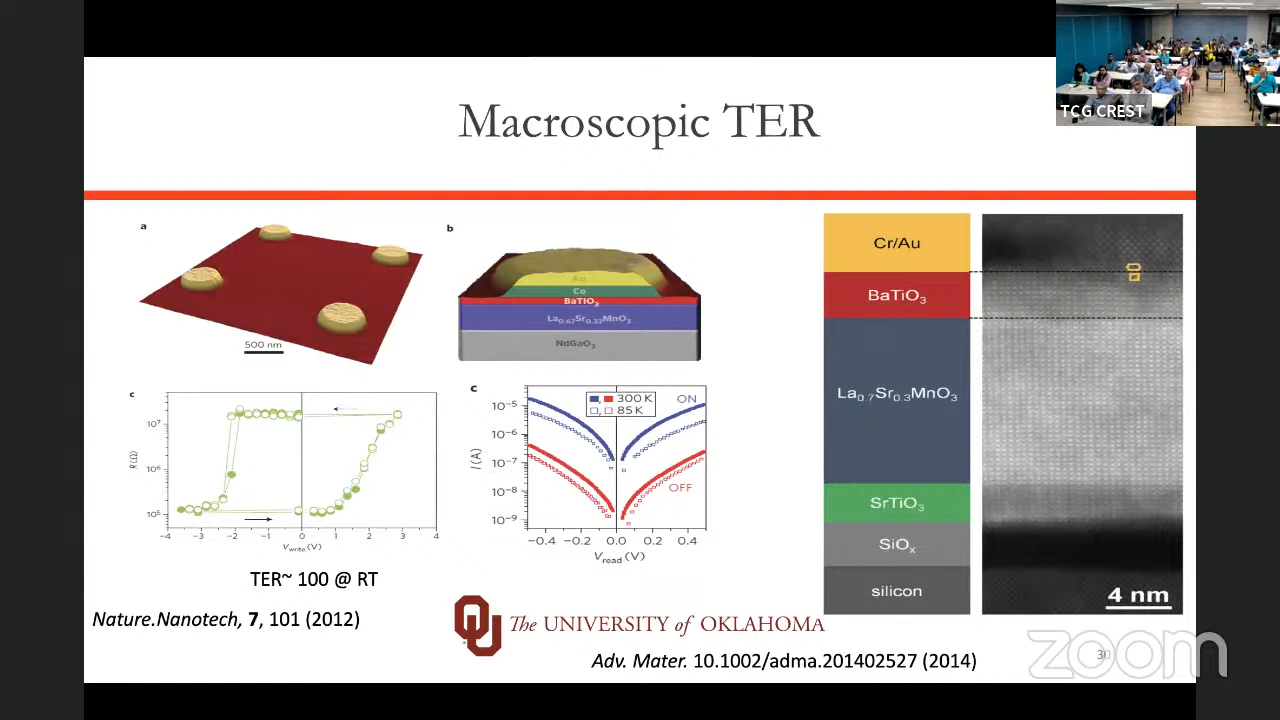 TCG CREST
Macroscopic TER
a
500 nm
b
Au
Co
BaTiO₃
La₀.₆₇Sr₀.₃₃MnO₃
NdGaO₃
c
R (Ω)
10⁷
10⁶
10⁵
−4 −3 −2 −1 0 1 2 3 4
Vwrite (V)
c
300 K
85 K
ON
OFF
I (A)
10⁻⁵
10⁻⁶
10⁻⁷
10⁻⁸
10⁻⁹
−0.4 −0.2 0.0 0.2 0.4
Vread (V)
Cr/Au
BaTiO₃
La₀.₇Sr₀.₃MnO₃
SrTiO₃
SiOₓ
silicon
4 nm
TER~ 100 @ RT
Nature.Nanotech, 7, 101 (2012)
The UNIVERSITY of OKLAHOMA
Adv. Mater. 10.1002/adma.201402527 (2014)
30
zoom